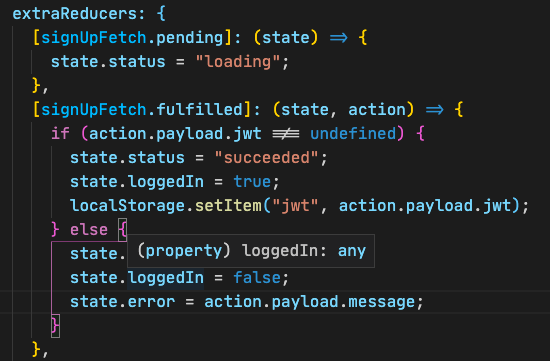 extraReducers: {
[signUpFetch.pending]: (state) => {
state.status = "loading";
},
[signUpFetch.fulfilled]: (state, action) => {
if (action.payload.jwt !== undefined) {
state.status = "succeeded";
state.loggedIn = true;
localStorage.setItem("jwt", action.payload.jwt);
} else {
state.
(property) loggedIn: any
state.loggedIn = false;
state.error = action.payload.message;
}
},